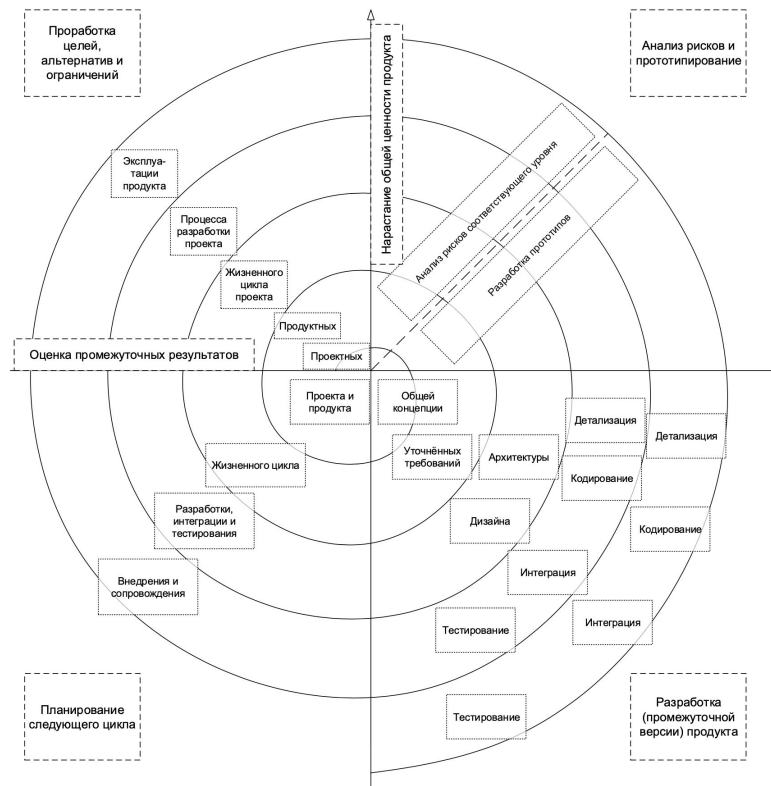 Проработка
целей,
альтернатив и
ограничений
Нарастание общей ценности продукта
Анализ рисков и
прототипирование
Анализ рисков соответствующего уровня
Разработка прототипов
Эксплуа-
тации
продукта
Процесса
разработки
проекта
Жизненного
цикла
проекта
Продуктных
Проектных
Оценка промежуточных результатов
Проекта и
продукта
Общей
концепции
Жизненного цикла
Уточнённых
требований
Архитектуры
Детализация
Детализация
Кодирование
Разработки,
интеграции и
тестирования
Дизайна
Кодирование
Внедрения и
сопровождения
Интеграция
Интеграция
Тестирование
Тестирование
Планирование
следующего цикла
Разработка
(промежуточной
версии) продукта